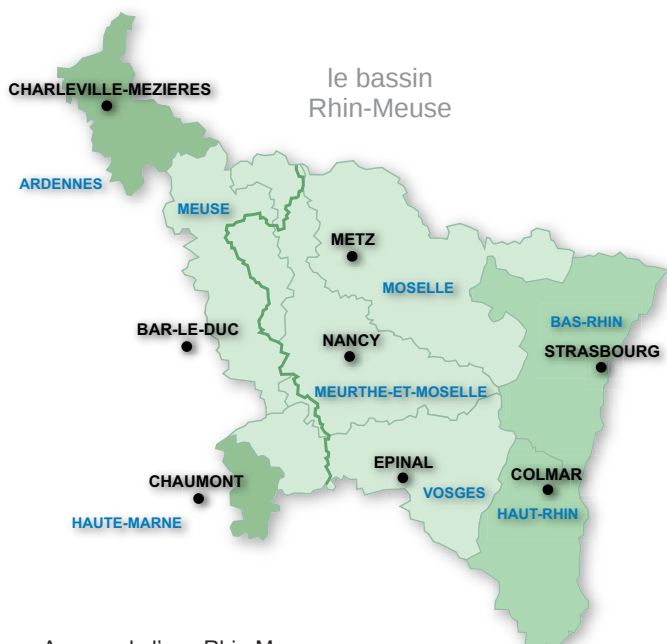 le bassin
Rhin-Meuse
CHARLEVILLE-MEZIERES
ARDENNES
MEUSE
METZ
MOSELLE
BAR-LE-DUC
NANCY
BAS-RHIN
STRASBOURG
MEURTHE-ET-MOSELLE
EPINAL
CHAUMONT
VOSGES
COLMAR
HAUTE-MARNE
HAUT-RHIN